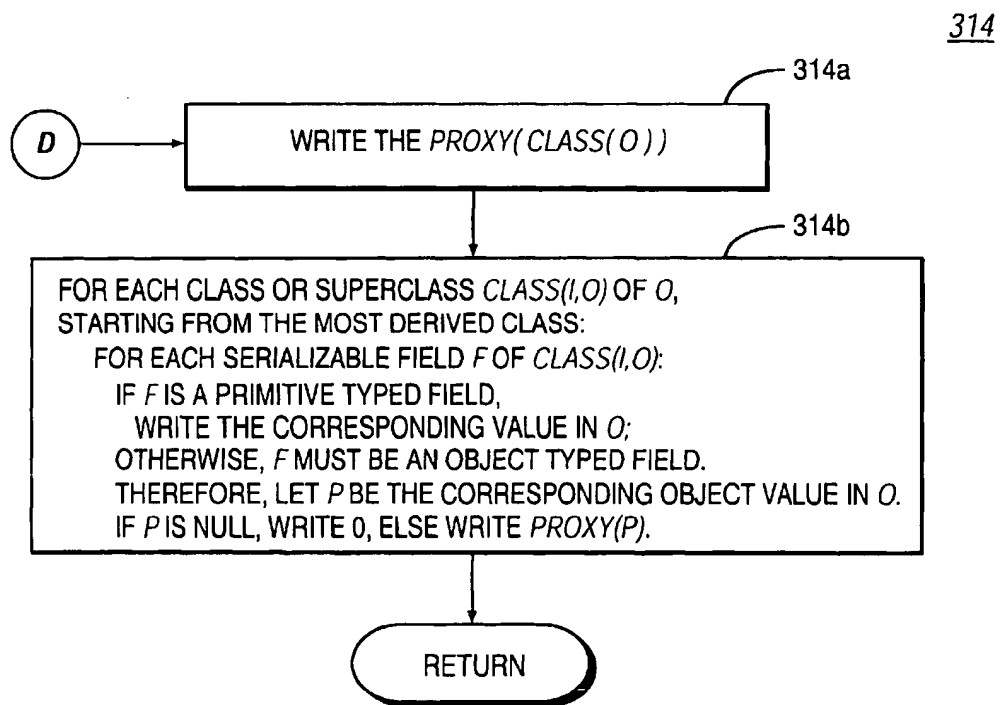 314
314a
D
WRITE THE PROXY( CLASS( O ) )
314b
FOR EACH CLASS OR SUPERCLASS CLASS(I,O) OF O,
STARTING FROM THE MOST DERIVED CLASS:
FOR EACH SERIALIZABLE FIELD F OF CLASS(I,O):
IF F IS A PRIMITIVE TYPED FIELD,
WRITE THE CORRESPONDING VALUE IN O;
OTHERWISE, F MUST BE AN OBJECT TYPED FIELD.
THEREFORE, LET P BE THE CORRESPONDING OBJECT VALUE IN O.
IF P IS NULL, WRITE 0, ELSE WRITE PROXY(P).
RETURN